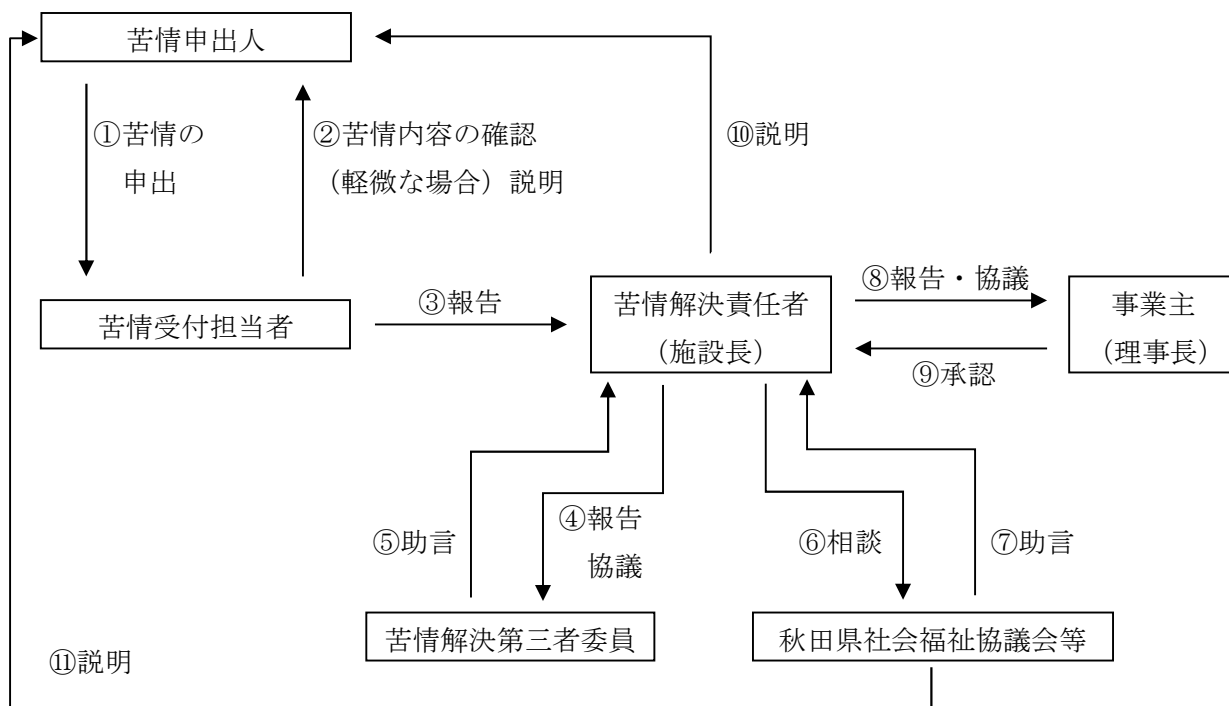 苦情申出人
①苦情の
申出
②苦情内容の確認
（軽微な場合）説明
⑩説明
苦情受付担当者
③報告
苦情解決責任者
（施設長）
⑧報告・協議
⑨承認
事業主
（理事長）
⑤助言
④報告
協議
⑥相談
⑦助言
苦情解決第三者委員
秋田県社会福祉協議会等
⑪説明